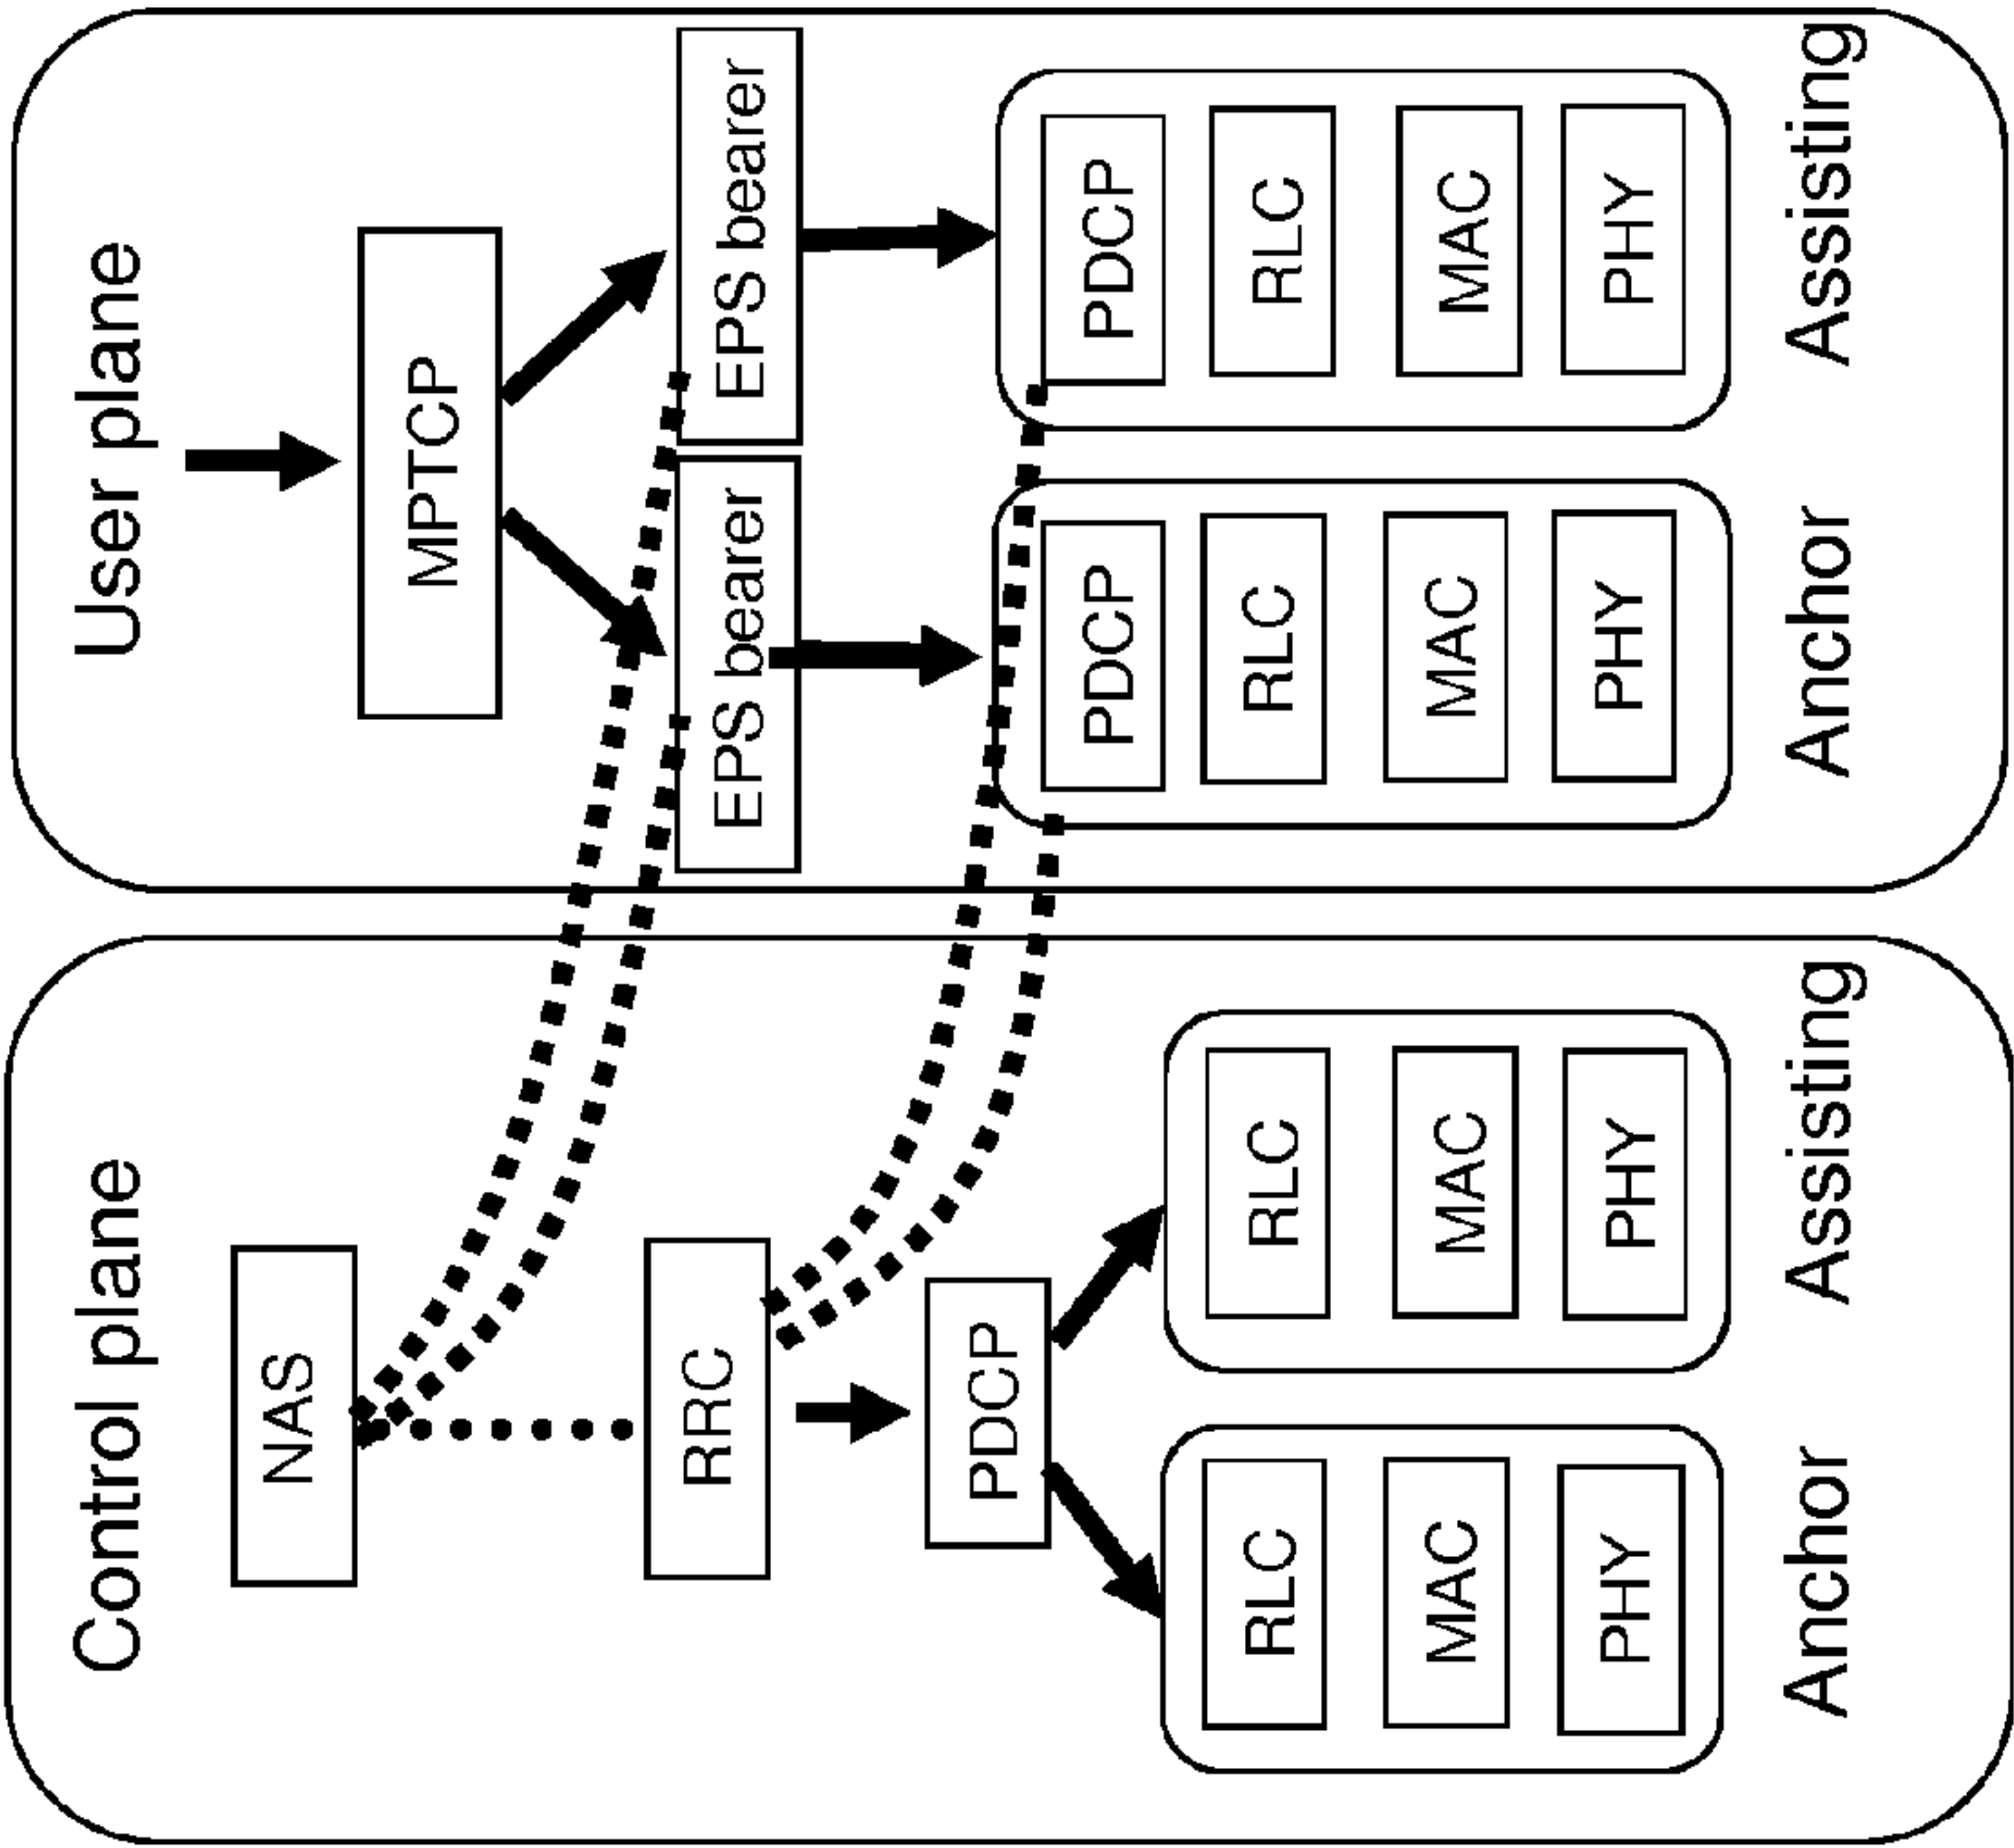 Control plane
NAS
RRC
PDCP
RLC
MAC
PHY
Anchor
RLC
MAC
PHY
Assisting
User plane
MPTCP
EPS bearer
EPS bearer
PDCP
RLC
MAC
PHY
Anchor
PDCP
RLC
MAC
PHY
Assisting